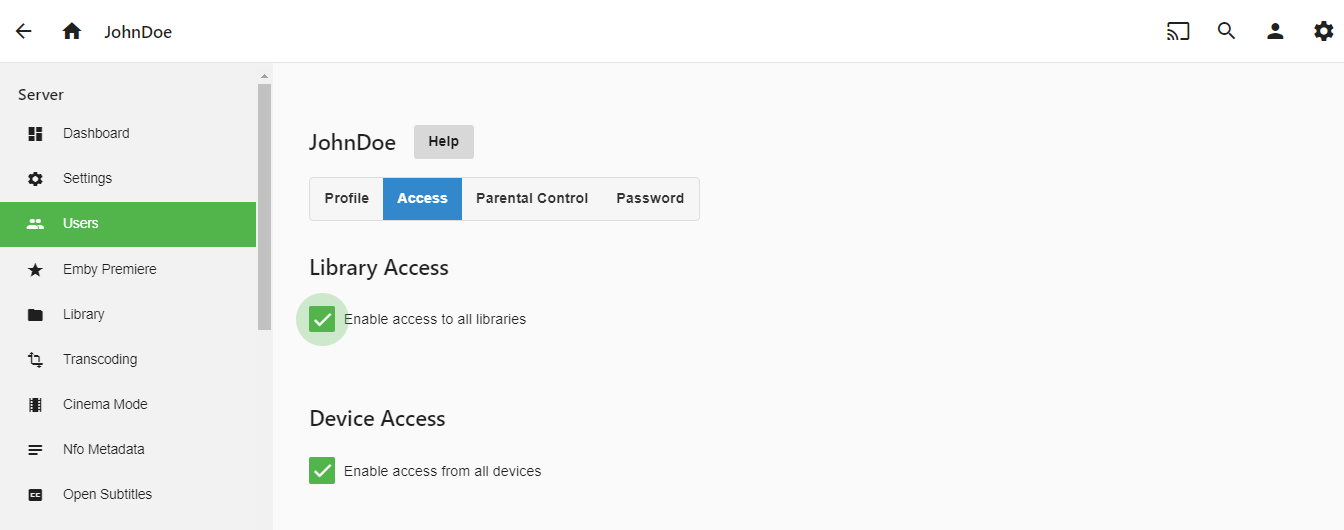 JohnDoe
Server
Dashboard
Settings
Users
Emby Premiere
Library
Transcoding
Cinema Mode
Nfo Metadata
CC Open Subtitles
JohnDoe Help
Profile Access Parental Control Password
Library Access
Enable access to all libraries
Device Access
Enable access from all devices